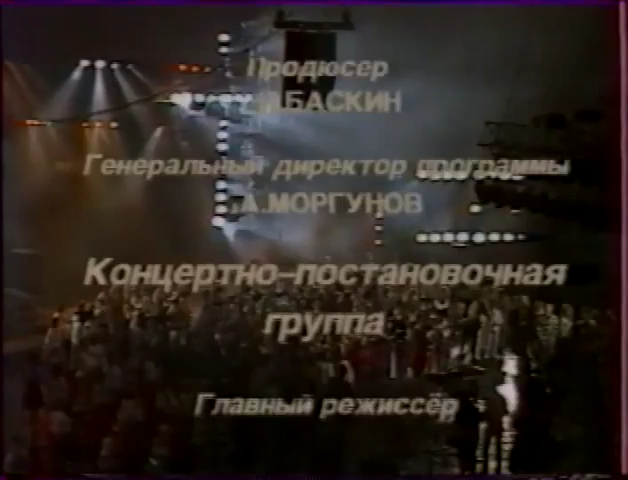 Продюсер
БАСКИН
Генеральный директор программы
А.МОРГУНОВ
Концертно-постановочная
группа
Главный режиссёр